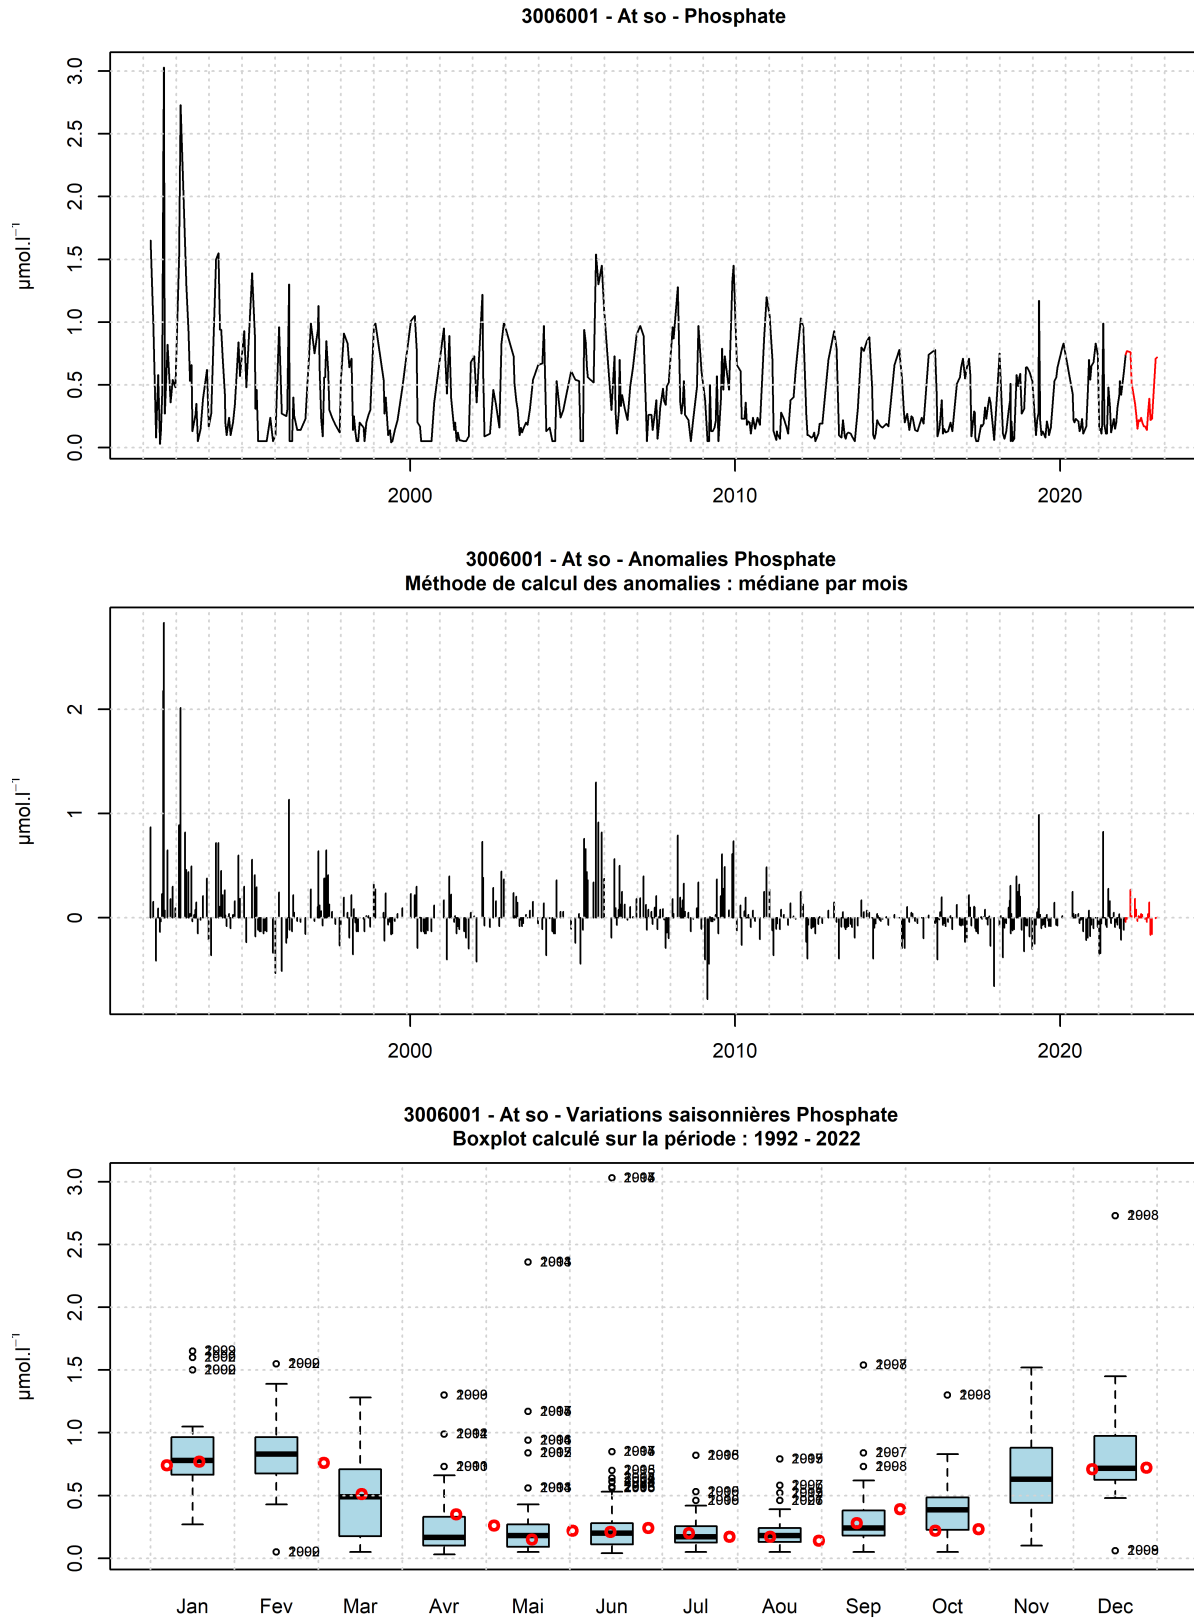 3006001 - At so - Phosphate
3.0
2.5
2.0
1.5
1.0
0.5
0.0
µmol.l⁻¹
2000
2010
2020
3006001 - At so - Anomalies Phosphate
Méthode de calcul des anomalies : médiane par mois
2
1
0
µmol.l⁻¹
2000
2010
2020
3006001 - At so - Variations saisonnières Phosphate
Boxplot calculé sur la période : 1992 - 2022
3.0
2.5
2.0
1.5
1.0
0.5
0.0
µmol.l⁻¹
Jan
Fev
Mar
Avr
Mai
Jun
Jul
Aou
Sep
Oct
Nov
Dec